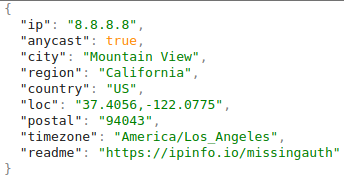 {
  "ip": "8.8.8.8",
  "anycast": true,
  "city": "Mountain View",
  "region": "California",
  "country": "US",
  "loc": "37.4056,-122.0775",
  "postal": "94043",
  "timezone": "America/Los_Angeles",
  "readme": "https://ipinfo.io/missingauth"
}